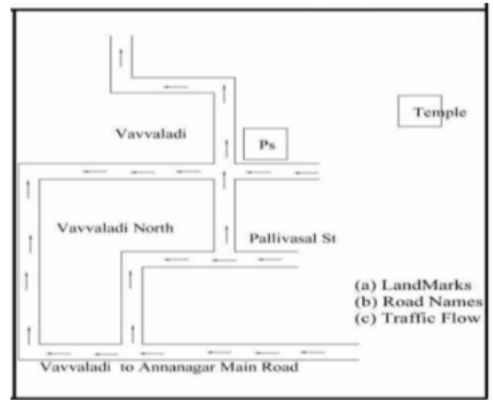 Temple
Vavvaladi
Ps
Vavvaladi North
Pallivasal St
(a) LandMarks
(b) Road Names
(c) Traffic Flow
Vavvaladi to Annanagar Main Road